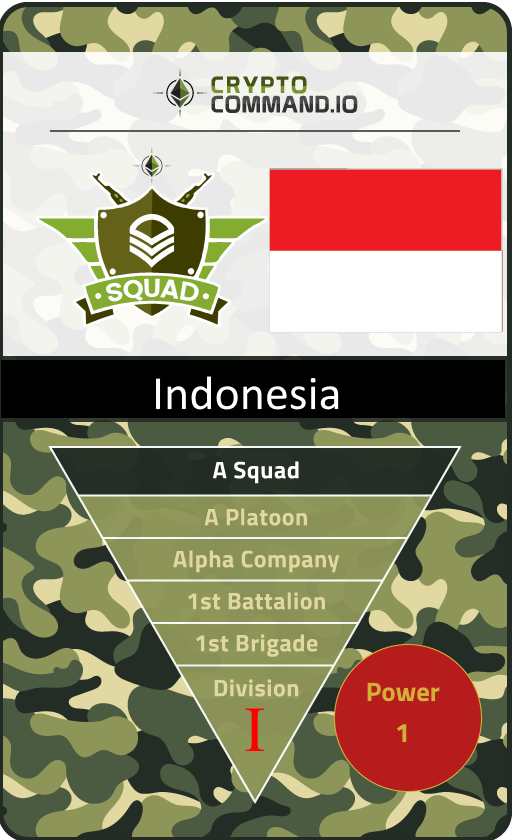 CRYPTO
COMMAND.IO
SQUAD
Indonesia
A Squad
A Platoon
Alpha Company
1st Battalion
1st Brigade
Division
I
Power
1